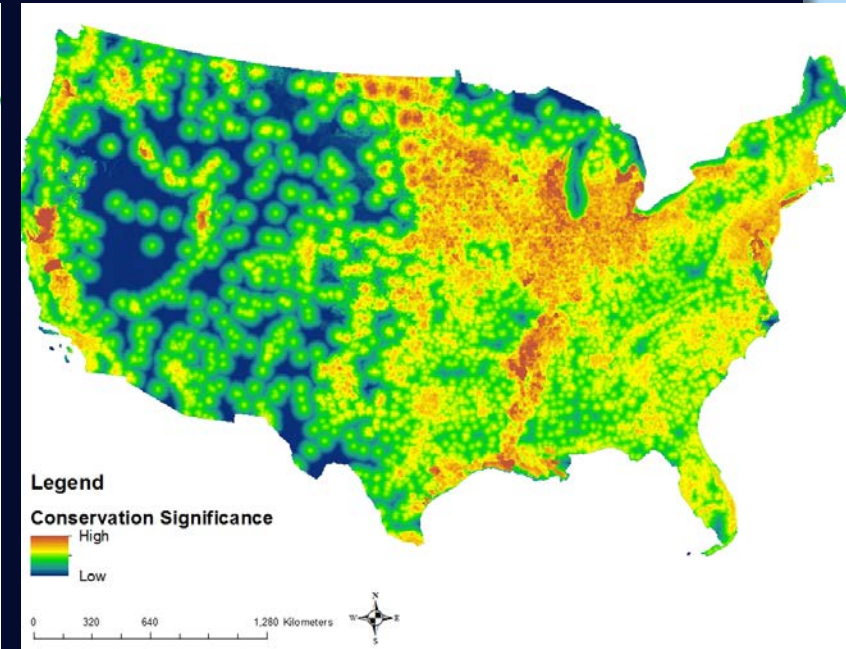 Legend
Conservation Significance
High
Low
0 320 640 1,280 Kilometers
N
W E
S